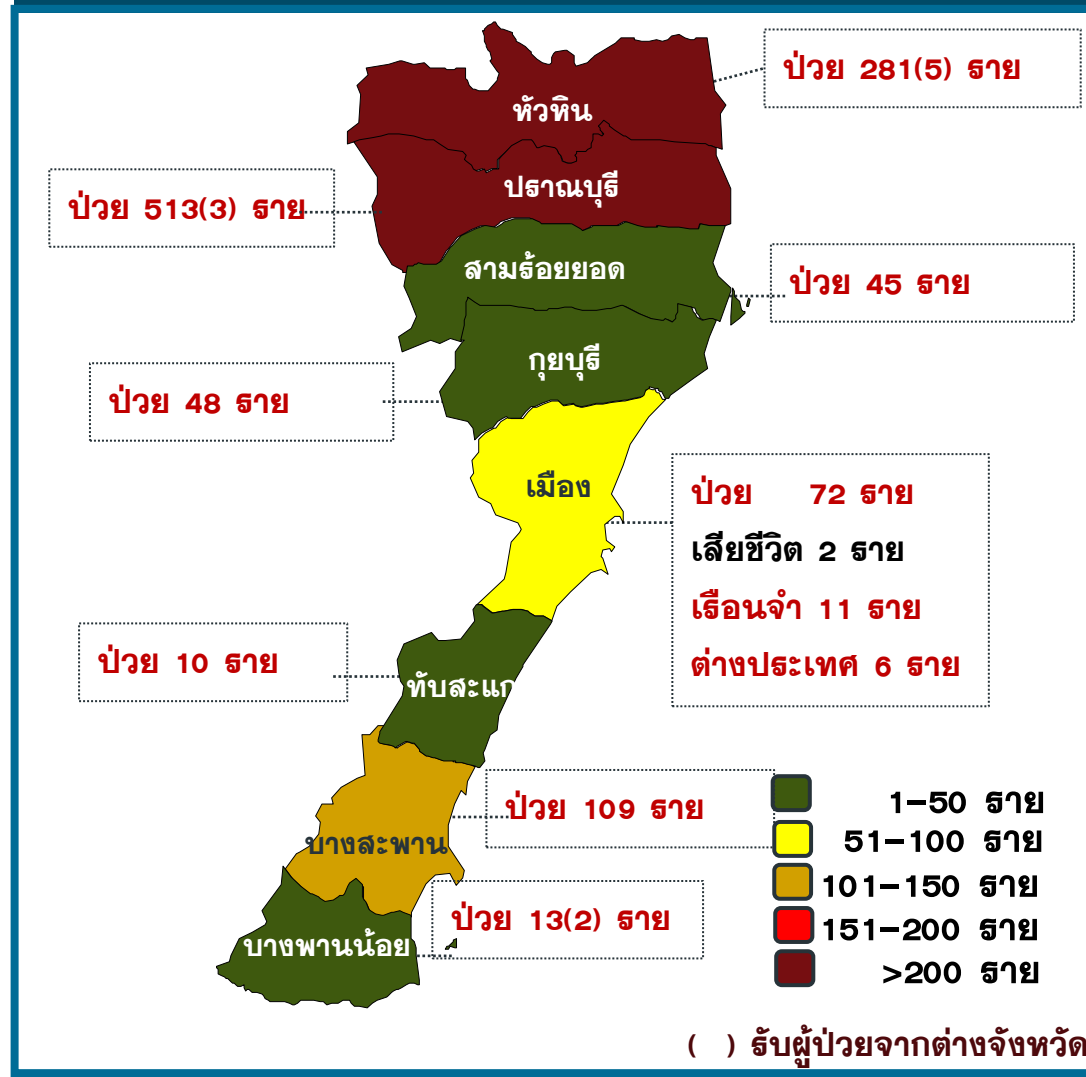 ป่วย 281(5) ราย
หัวหิน
ปราณบุรี
ป่วย 513(3) ราย
สามร้อยยอด
ป่วย 45 ราย
กุยบุรี
ป่วย 48 ราย
เมือง
ป่วย 72 ราย
เสียชีวิต 2 ราย
เรือนจำ 11 ราย
ต่างประเทศ 6 ราย
ป่วย 10 ราย
ทับสะแก
ป่วย 109 ราย
บางสะพาน
ป่วย 13(2) ราย
บางพานน้อย
1-50 ราย
51-100 ราย
101-150 ราย
151-200 ราย
>200 ราย
( ) รับผู้ป่วยจากต่างจังหวัด